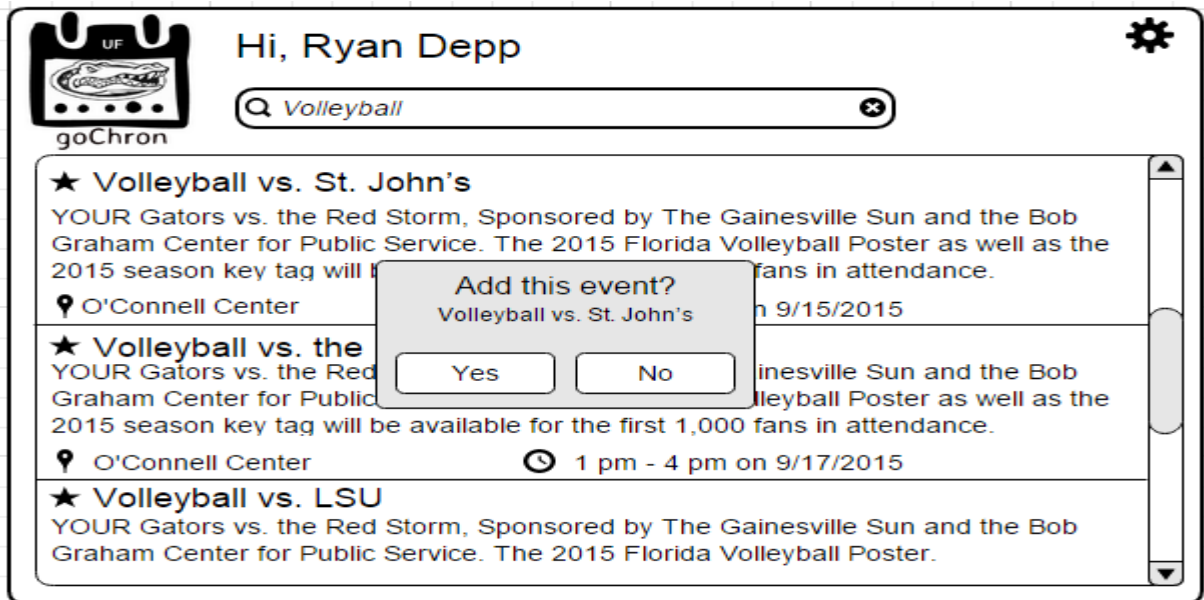 UF
goChron
Hi, Ryan Depp
Volleyball
Volleyball vs. St. John's
YOUR Gators vs. the Red Storm, Sponsored by The Gainesville Sun and the Bob
Graham Center for Public Service. The 2015 Florida Volleyball Poster as well as the
2015 season key tag will fans in attendance.
O'Connell Center on 9/15/2015
Add this event?
Volleyball vs. St. John's
Yes No
Volleyball vs. the
YOUR Gators vs. the Red Sun and the Bob
Graham Center for Public Poster as well as the
2015 season key tag will be available for the first 1,000 fans in attendance.
O'Connell Center 1 pm - 4 pm on 9/17/2015
Volleyball vs. LSU
YOUR Gators vs. the Red Storm, Sponsored by The Gainesville Sun and the Bob
Graham Center for Public Service. The 2015 Florida Volleyball Poster.